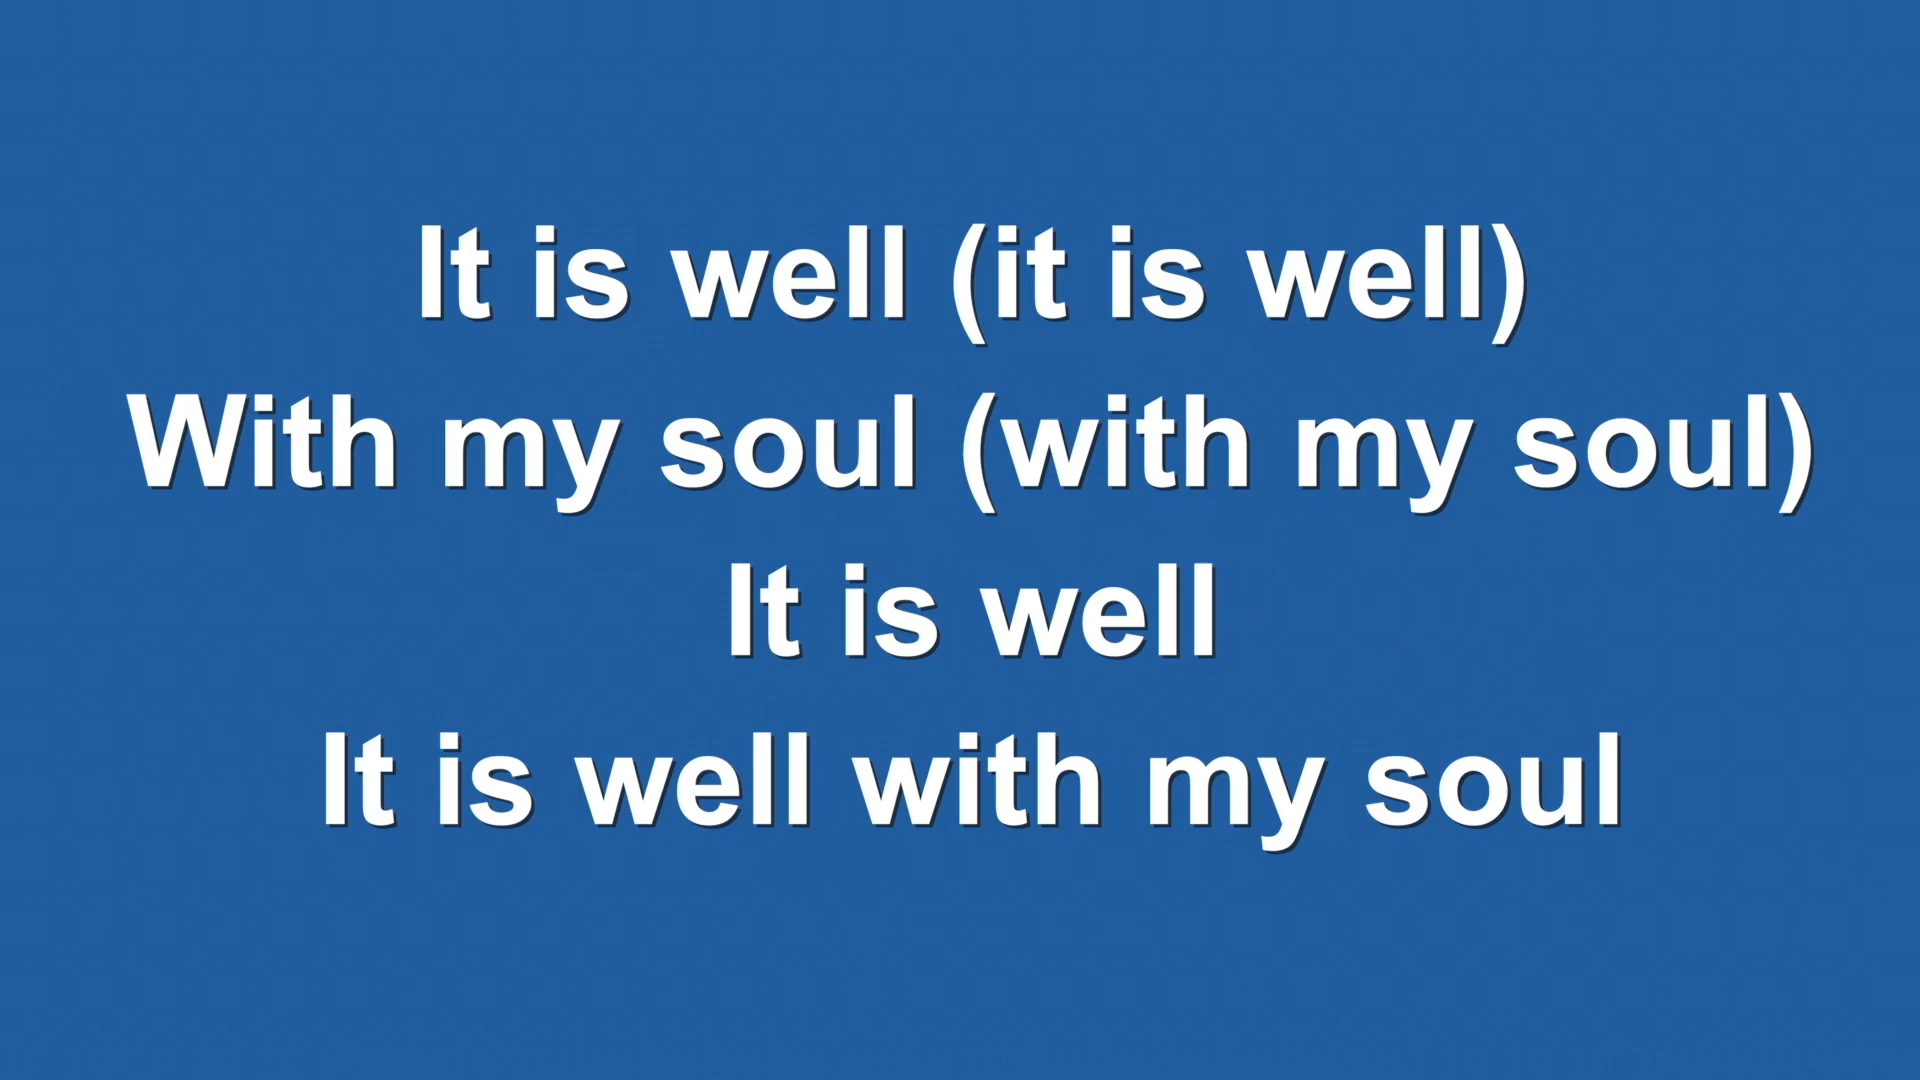 It is well (it is well)
With my soul (with my soul)
It is well
It is well with my soul